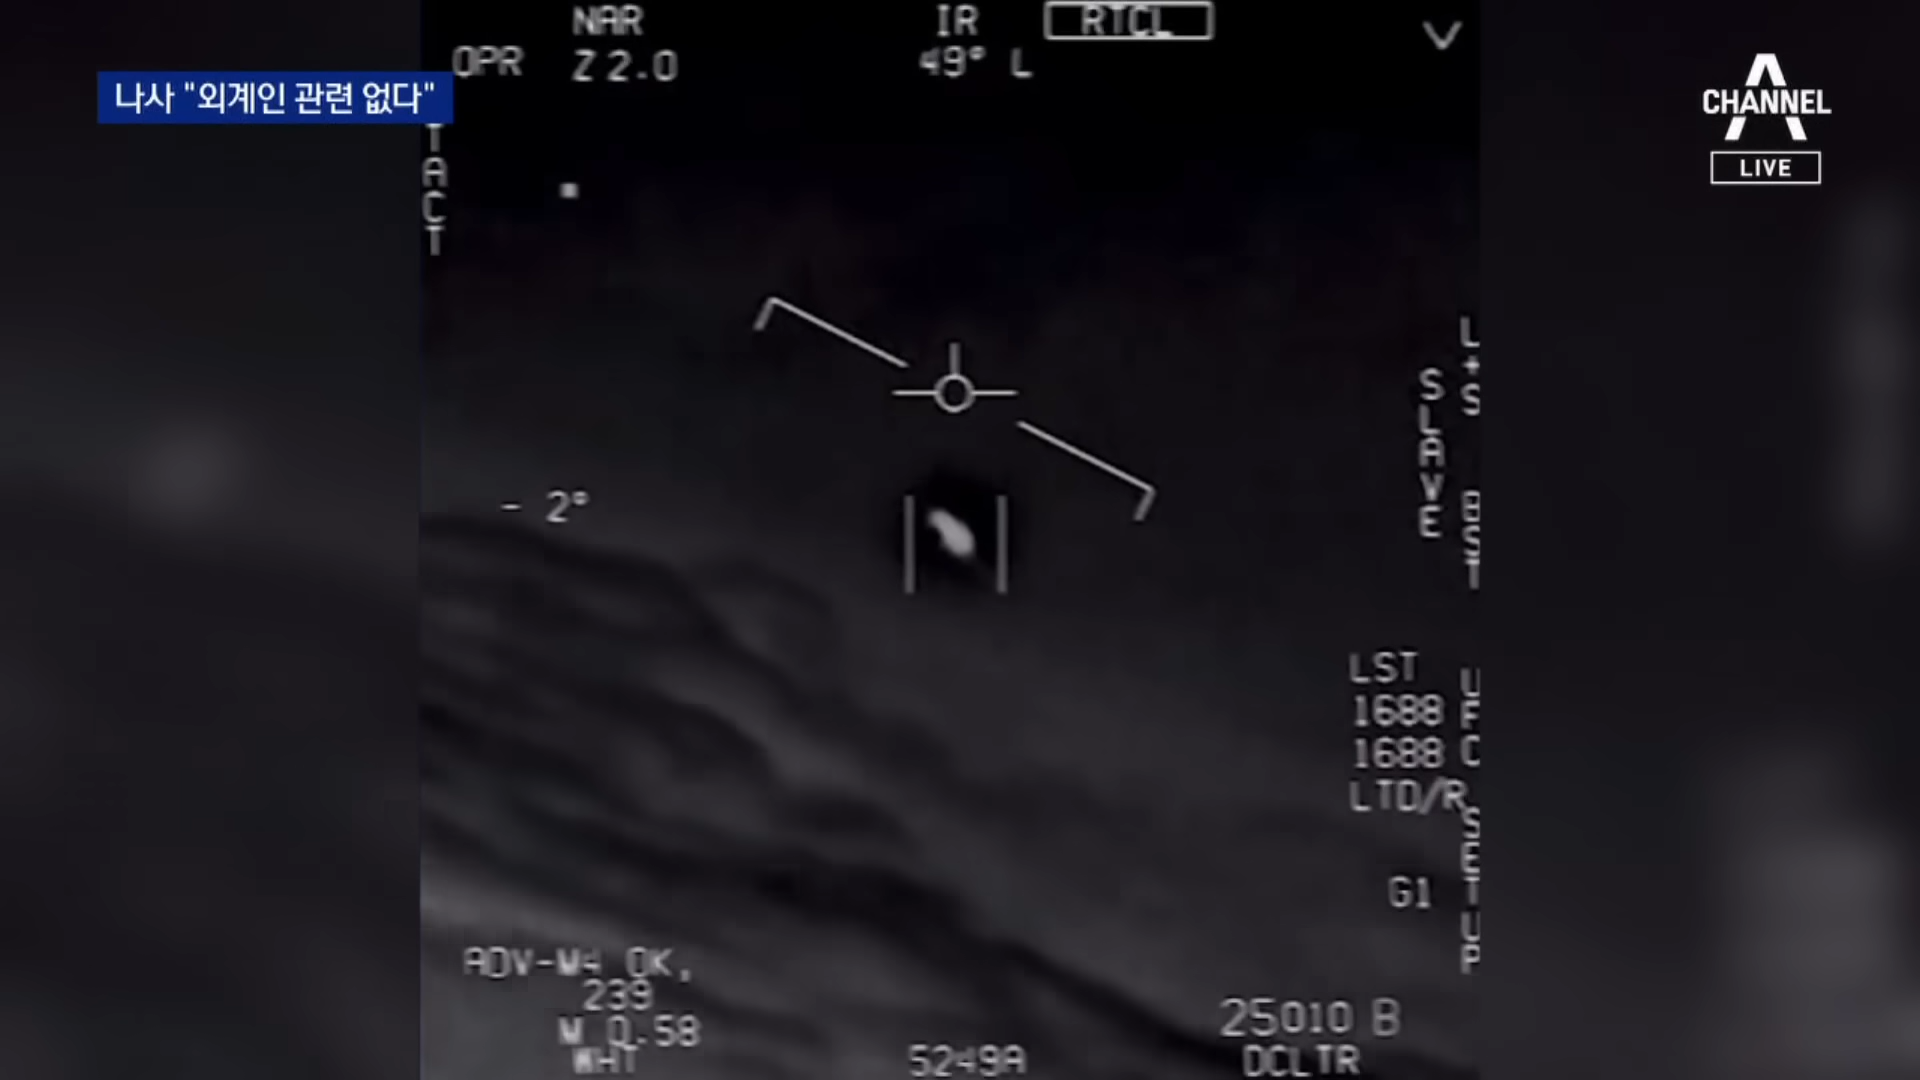 NAR
IR
RTCL
OPR
Z 2.0
49° L
나사 "외계인 관련 없다"
CHANNEL A
LIVE
TACT
- 2°
SLAVE
L+S
BST
LST
1688
1688
LTD/R
UFC
SETUP
G1
ADV-M4 OK,
239
M 0.58
WHT
5249A
25010 B
DCLTR